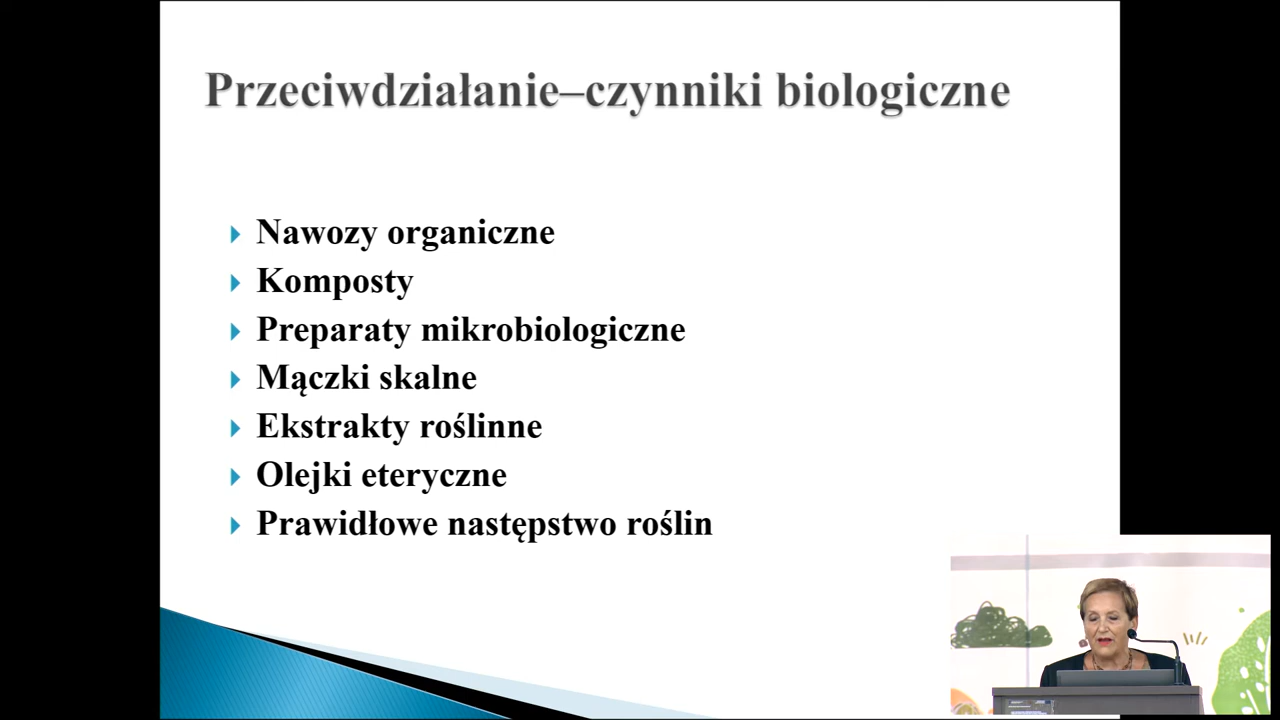 Przeciwdziałanie–czynniki biologiczne
Nawozy organiczne
Komposty
Preparaty mikrobiologiczne
Mączki skalne
Ekstrakty roślinne
Olejki eteryczne
Prawidłowe następstwo roślin